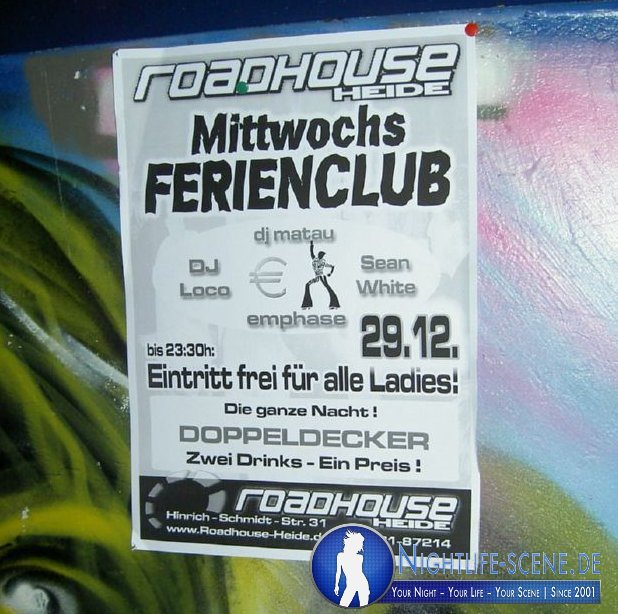 ROADHOUSE
HEIDE
Mittwochs
FERIENCLUB
dj matau
DJ Loco
€
Sean White
emphase
29.12.
bis 23:30h:
Eintritt frei für alle Ladies!
Die ganze Nacht!
DOPPELDECKER
Zwei Drinks - Ein Preis!
ROADHOUSE
HEIDE
Hinrich - Schmidt - Str. 31
www.Roadhouse-Heide.d
1-87214
NIGHTLIFE-SCENE.DE
YOUR NIGHT - YOUR LIFE - YOUR SCENE | SINCE 2001